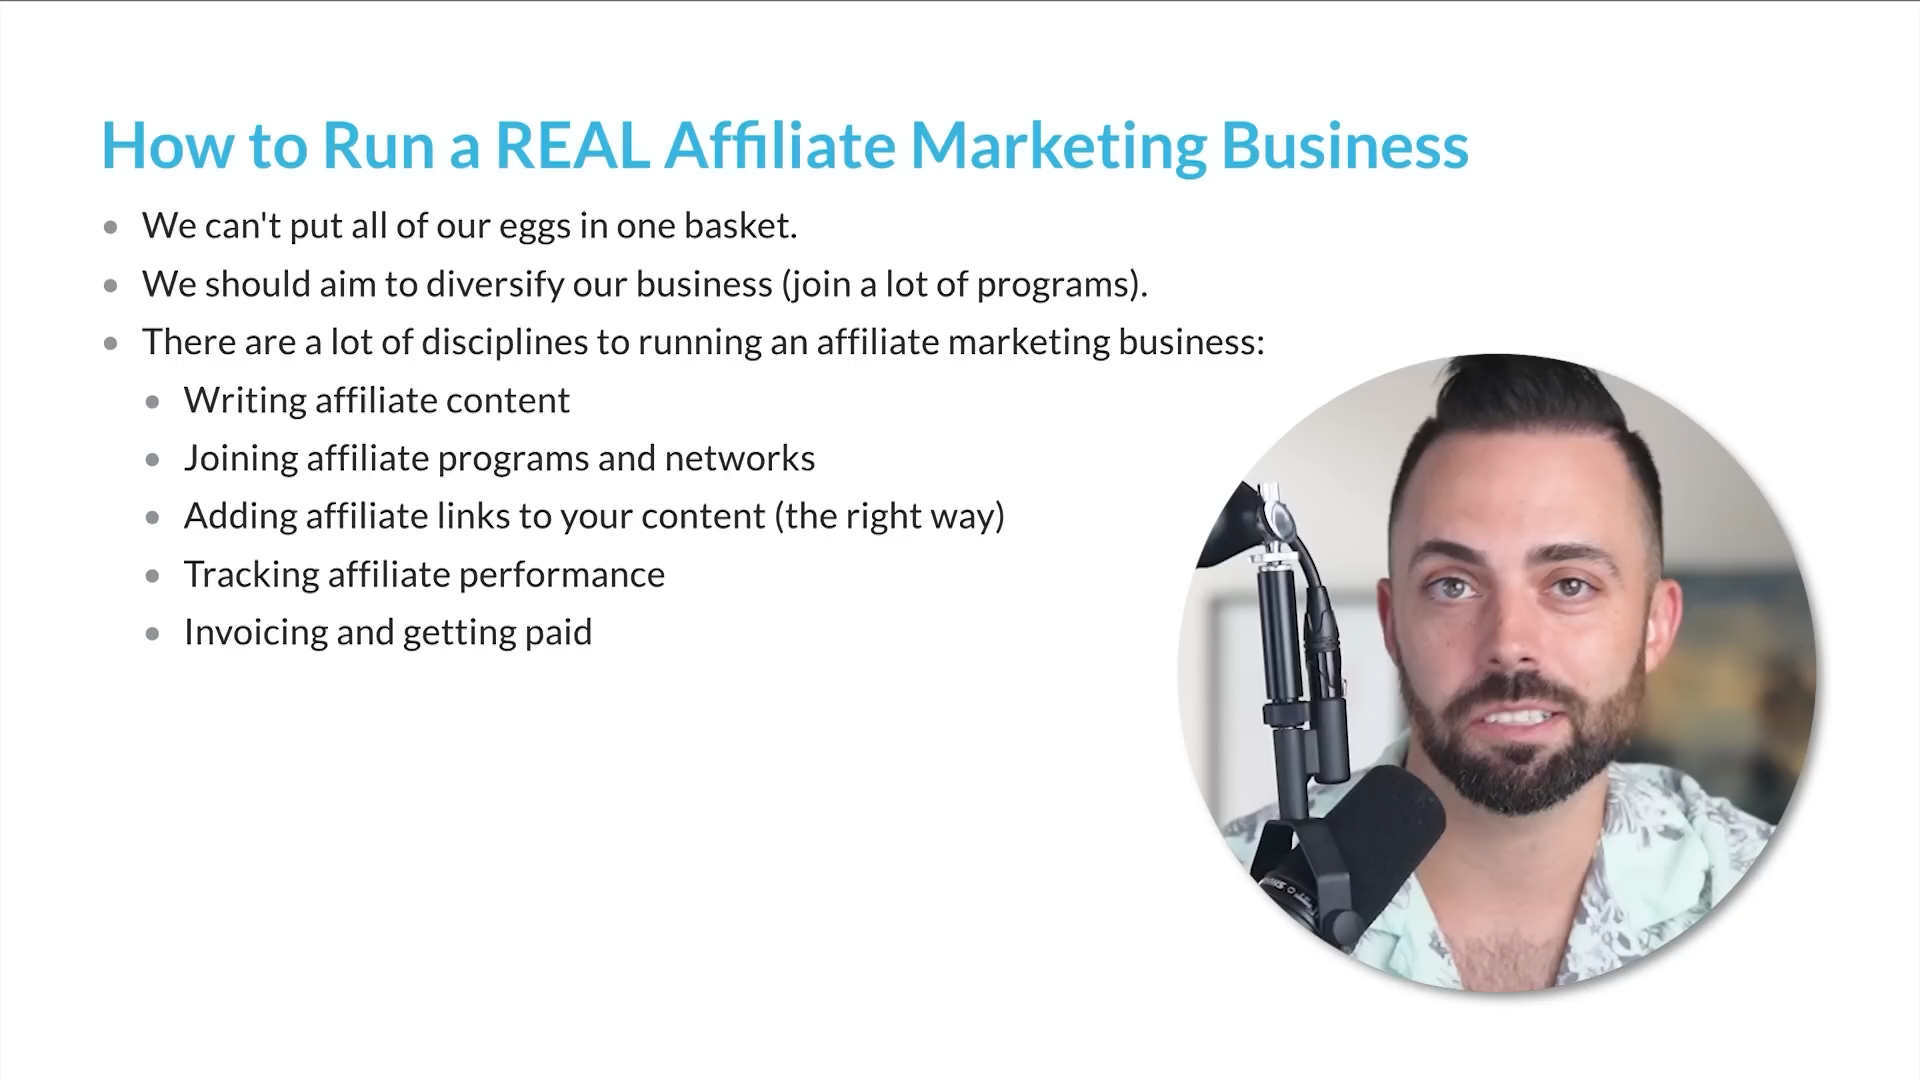 How to Run a REAL Affiliate Marketing Business
We can't put all of our eggs in one basket.
We should aim to diversify our business (join a lot of programs).
There are a lot of disciplines to running an affiliate marketing business:
Writing affiliate content
Joining affiliate programs and networks
Adding affiliate links to your content (the right way)
Tracking affiliate performance
Invoicing and getting paid